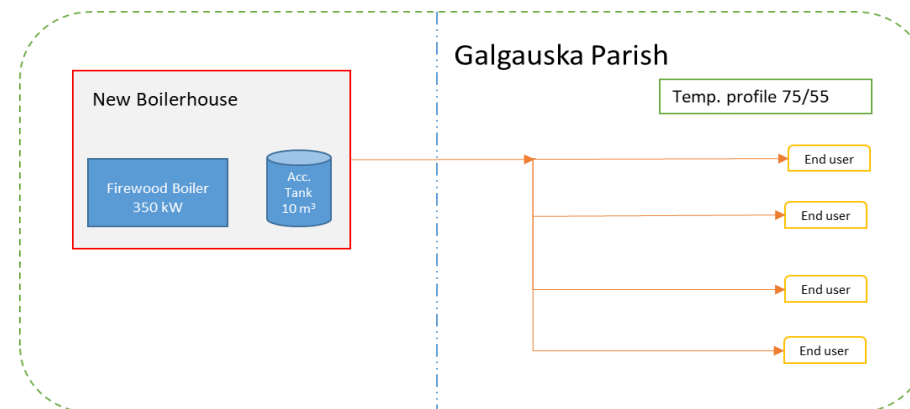 Galgauska Parish
New Boilerhouse
Temp. profile 75/55
Firewood Boiler
350 kW
Acc.
Tank
10 m³
End user
End user
End user
End user